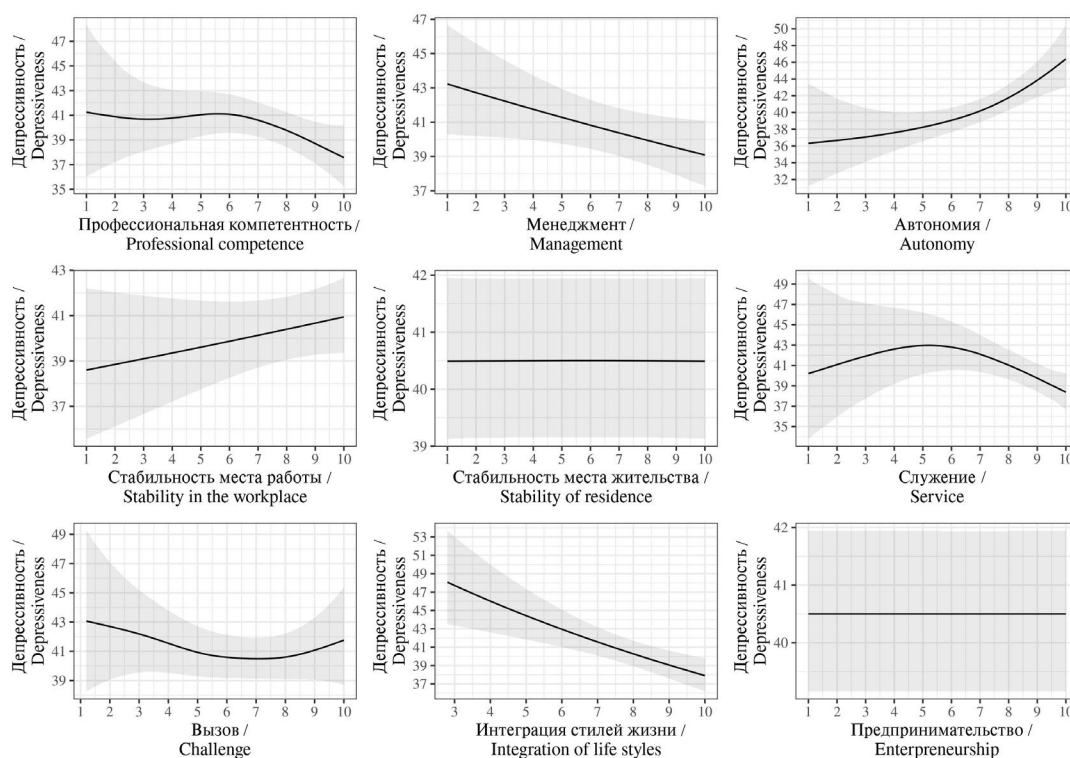 Депрессивность /
Depressiveness
47
45
43
41
39
37
35
1 2 3 4 5 6 7 8 9 10
Профессиональная компетентность /
Professional competence
Депрессивность /
Depressiveness
47
45
43
41
39
37
1 2 3 4 5 6 7 8 9 10
Менеджмент /
Management
Депрессивность /
Depressiveness
50
48
46
44
42
40
38
36
34
32
1 2 3 4 5 6 7 8 9 10
Автономия /
Autonomy
Депрессивность /
Depressiveness
43
41
39
37
1 2 3 4 5 6 7 8 9 10
Стабильность места работы /
Stability in the workplace
Депрессивность /
Depressiveness
42
41
40
39
1 2 3 4 5 6 7 8 9 10
Стабильность места жительства /
Stability of residence
Депрессивность /
Depressiveness
49
47
45
43
41
39
37
35
1 2 3 4 5 6 7 8 9 10
Служение /
Service
Депрессивность /
Depressiveness
49
47
45
43
41
39
1 2 3 4 5 6 7 8 9 10
Вызов /
Challenge
Депрессивность /
Depressiveness
53
51
49
47
45
43
41
39
37
3 4 5 6 7 8 9 10
Интеграция стилей жизни /
Integration of life styles
Депрессивность /
Depressiveness
42
41
40
1 2 3 4 5 6 7 8 9 10
Предпринимательство /
Enterpreneurship